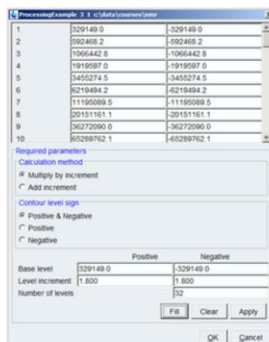 ProcessingExample 3 1 c:\data\courses\nmr
1 329149.0 -329149.0
2 592468.2 -592468.2
3 1066442.8 -1066442.8
4 1919597.0 -1919597.0
5 3455274.5 -3455274.5
6 6219494.2 -6219494.2
7 11195089.5 -11195089.5
8 20151161.1 -20151161.1
9 36272090.0 -36272090.0
10 65289762.1 -65289762.1
Required parameters
Calculation method
Multiply by increment
Add increment
Contour level sign
Positive & Negative
Positive
Negative
Positive Negative
Base level 329149.0 -329149.0
Level increment 1.800 1.800
Number of levels 32
Fill Clear Apply
OK Cancel